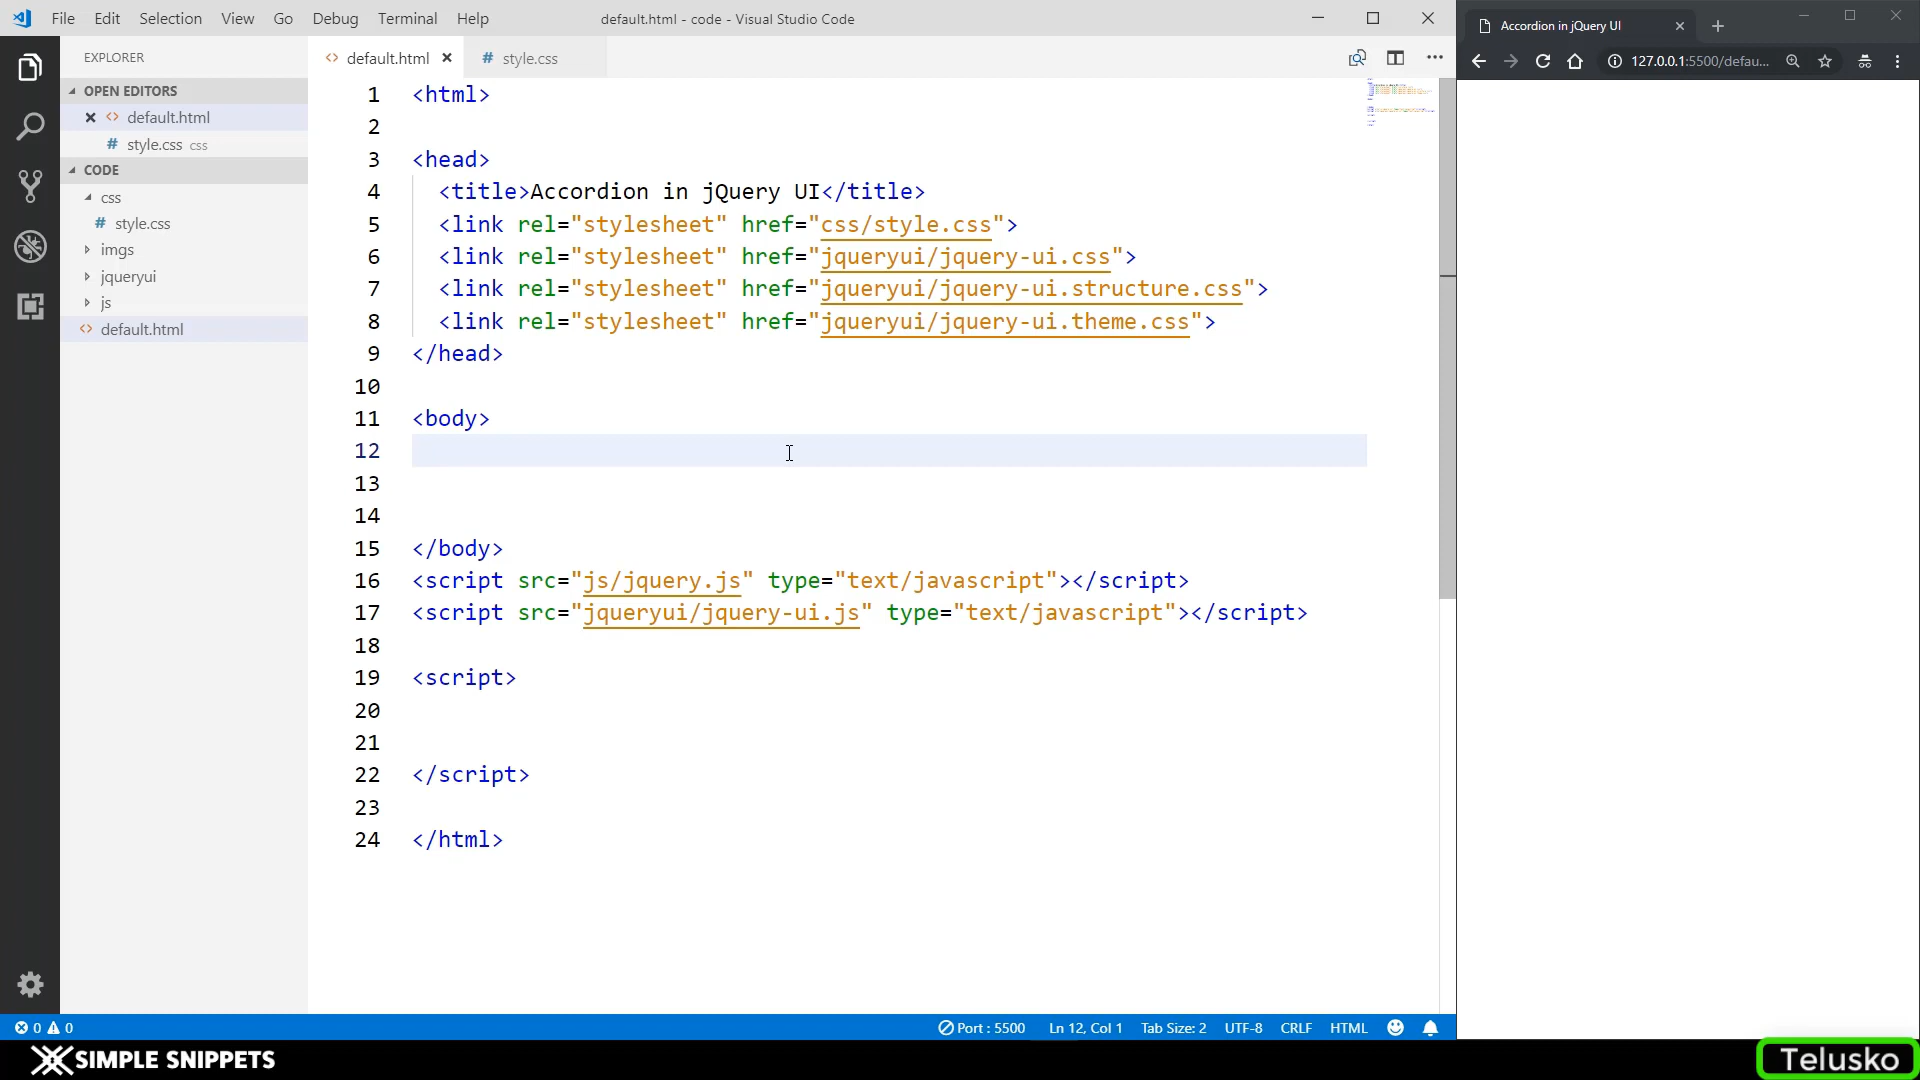 File Edit Selection View Go Debug Terminal Help
default.html - code - Visual Studio Code
EXPLORER
OPEN EDITORS
default.html
style.css css
CODE
css
style.css
imgs
jqueryui
js
default.html
default.html
style.css
1 <html>
2
3 <head>
4 <title>Accordion in jQuery UI</title>
5 <link rel="stylesheet" href="css/style.css">
6 <link rel="stylesheet" href="jqueryui/jquery-ui.css">
7 <link rel="stylesheet" href="jqueryui/jquery-ui.structure.css">
8 <link rel="stylesheet" href="jqueryui/jquery-ui.theme.css">
9 </head>
10
11 <body>
12
13
14
15 </body>
16 <script src="js/jquery.js" type="text/javascript"></script>
17 <script src="jqueryui/jquery-ui.js" type="text/javascript"></script>
18
19 <script>
20
21
22 </script>
23
24 </html>
Accordion in jQuery UI
127.0.0.1:5500/defau...
0 0
Port : 5500 Ln 12, Col 1 Tab Size: 2 UTF-8 CRLF HTML
SIMPLE SNIPPETS
Telusko